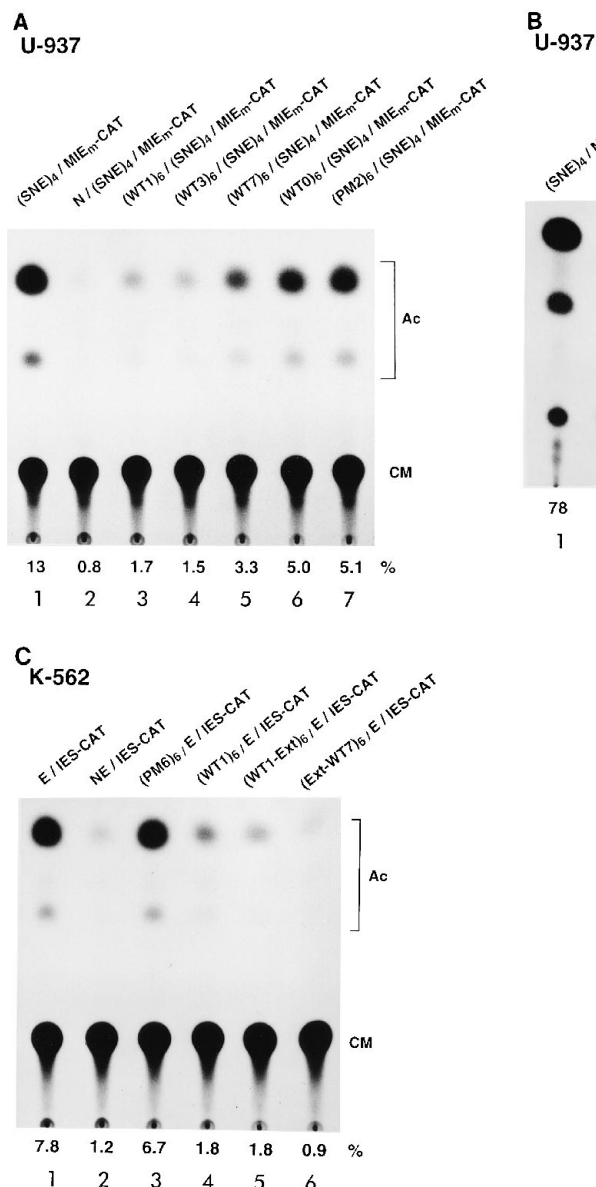 A
U-937
(SNE)4 / MIEm-CAT
N / (SNE)4 / MIEm-CAT
(WT1)6 / (SNE)4 / MIEm-CAT
(WT3)6 / (SNE)4 / MIEm-CAT
(WT7)6 / (SNE)4 / MIEm-CAT
(WT0)6 / (SNE)4 / MIEm-CAT
(PM2)6 / (SNE)4 / MIEm-CAT
Ac
CM
13 0.8 1.7 1.5 3.3 5.0 5.1 %
1 2 3 4 5 6 7
B
U-937
(SNE)4 /
78
1
C
K-562
E / IES-CAT
NE / IES-CAT
(PM6)6 / E / IES-CAT
(WT1)6 / E / IES-CAT
(WT1-Ext)6 / E / IES-CAT
(Ext-WT7)6 / E / IES-CAT
Ac
CM
7.8 1.2 6.7 1.8 1.8 0.9 %
1 2 3 4 5 6